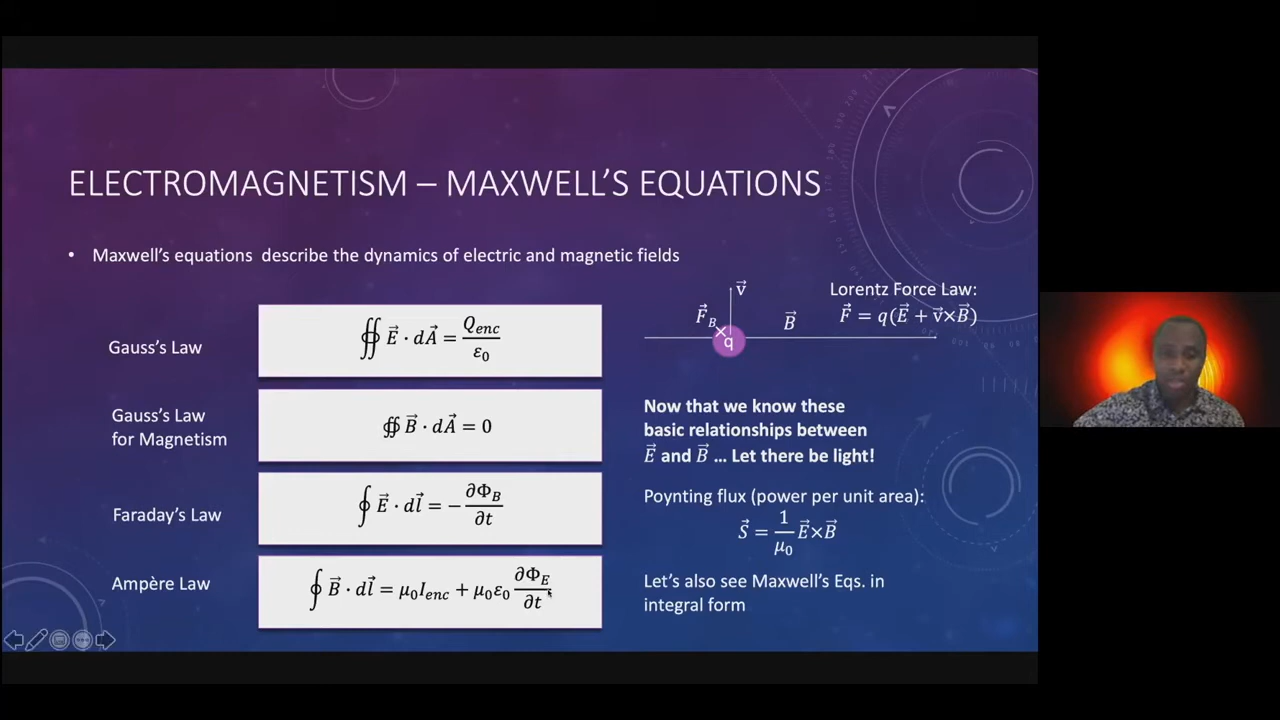 ELECTROMAGNETISM – MAXWELL'S EQUATIONS
• Maxwell's equations describe the dynamics of electric and magnetic fields
Gauss's Law
∯ E⃗ · dA⃗ = Q_enc / ε₀
Gauss's Law
for Magnetism
∯ B⃗ · dA⃗ = 0
Faraday's Law
∮ E⃗ · dl⃗ = − ∂Φ_B / ∂t
Ampère Law
∮ B⃗ · dl⃗ = μ₀I_enc + μ₀ε₀ ∂Φ_E / ∂t
v⃗
F⃗_B
B⃗
q
Lorentz Force Law:
F⃗ = q(E⃗ + v⃗×B⃗)
Now that we know these
basic relationships between
E⃗ and B⃗ … Let there be light!
Poynting flux (power per unit area):
S⃗ = 1/μ₀ E⃗×B⃗
Let's also see Maxwell's Eqs. in
integral form